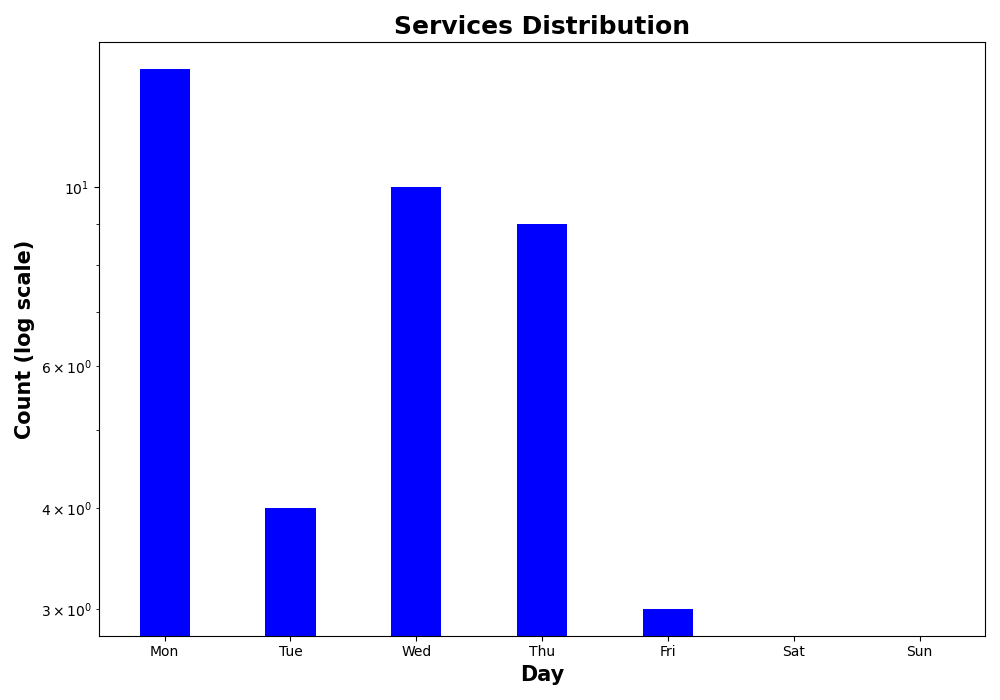 Services Distribution
Count (log scale)
10¹
6 × 10⁰
4 × 10⁰
3 × 10⁰
Mon Tue Wed Thu Fri Sat Sun
Day